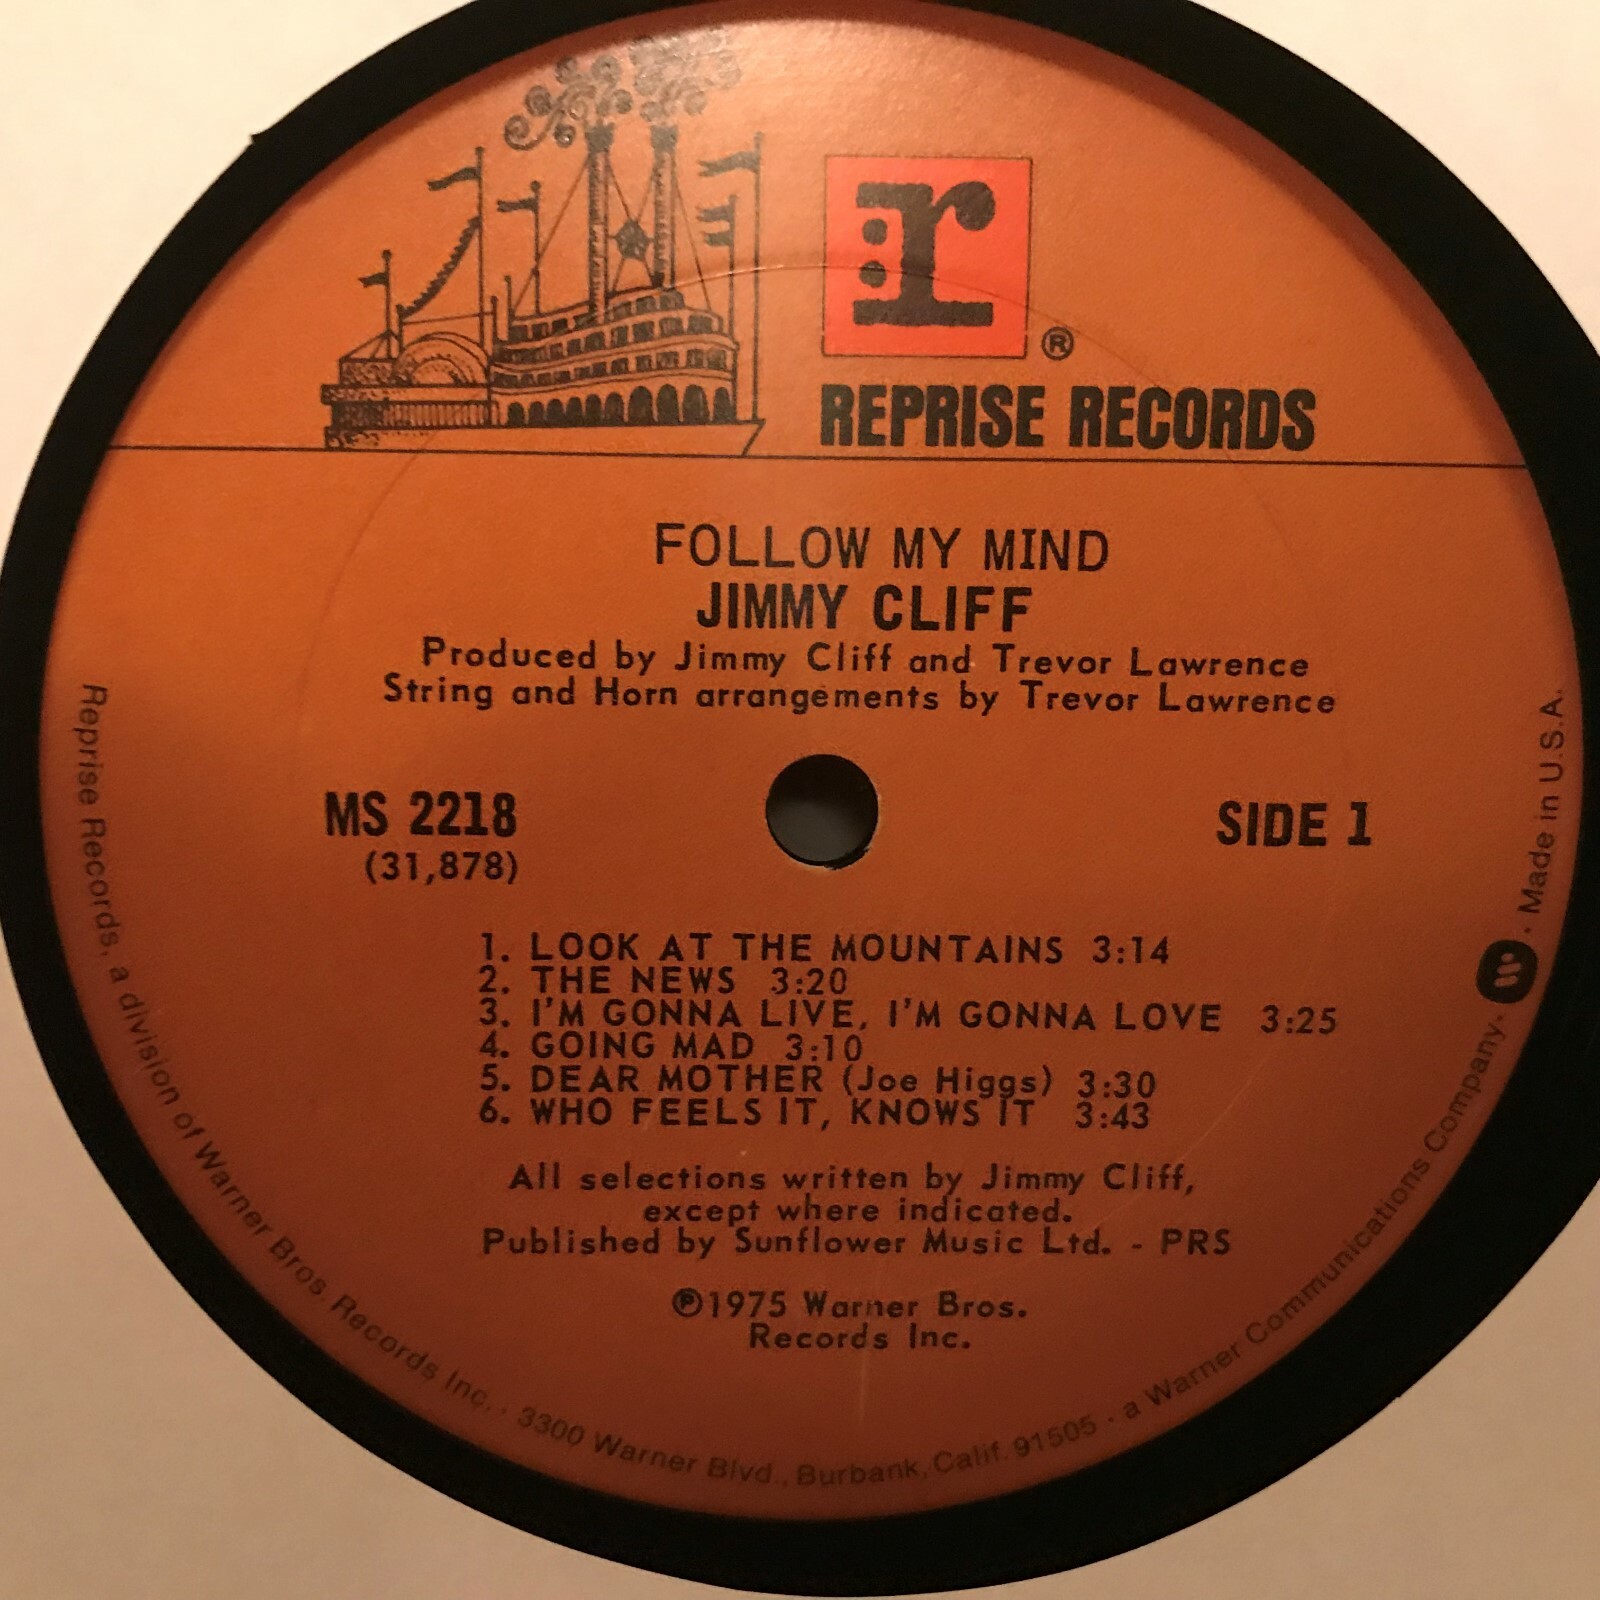 r
®
REPRISE RECORDS
FOLLOW MY MIND
JIMMY CLIFF
Produced by Jimmy Cliff and Trevor Lawrence
String and Horn arrangements by Trevor Lawrence
MS 2218
(31,878)
SIDE 1
1. LOOK AT THE MOUNTAINS 3:14
2. THE NEWS 3:20
3. I'M GONNA LIVE, I'M GONNA LOVE 3:25
4. GOING MAD 3:10
5. DEAR MOTHER (Joe Higgs) 3:30
6. WHO FEELS IT, KNOWS IT 3:43
All selections written by Jimmy Cliff,
except where indicated.
Published by Sunflower Music Ltd. - PRS
℗1975 Warner Bros.
Records Inc.
Reprise Records, a division of Warner Bros. Records Inc. · 3300 Warner Blvd., Burbank, Calif. 91505 · a Warner Communications Company · W · Made in U.S.A.